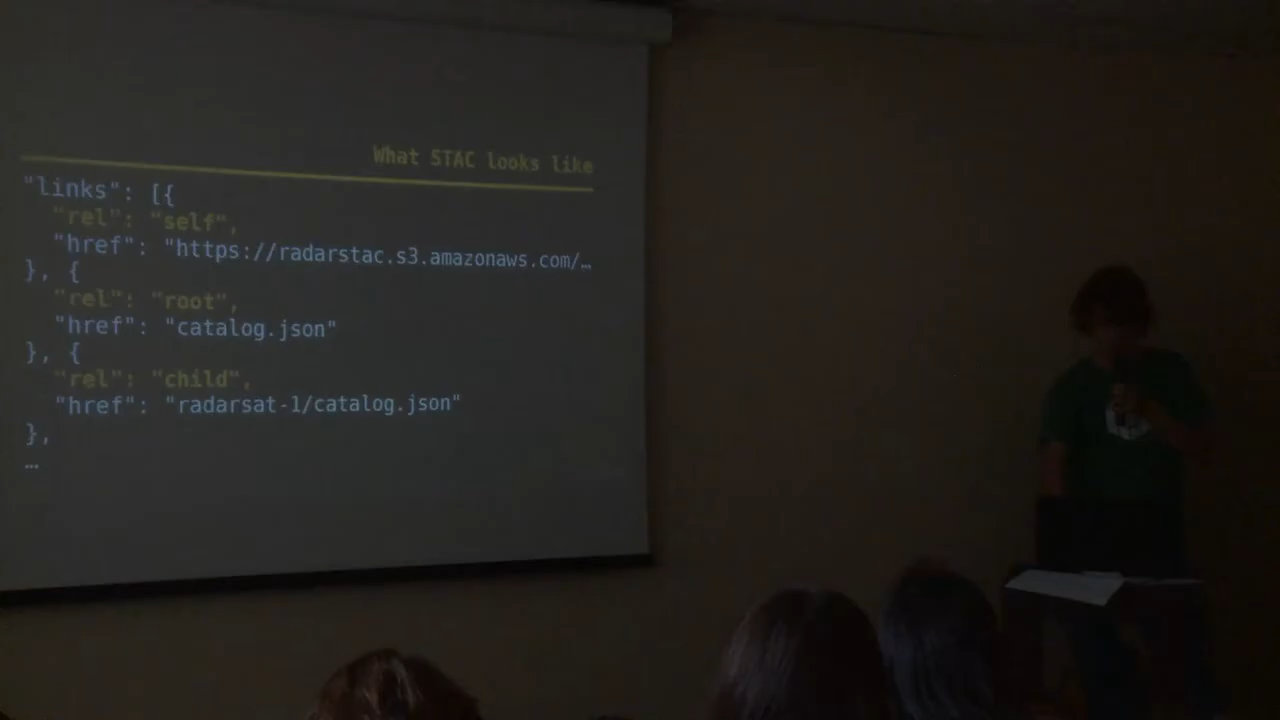 What STAC looks like
"links": [{
"rel": "self",
"href": "https://radarstac.s3.amazonaws.com/…
}, {
"rel": "root",
"href": "catalog.json"
}, {
"rel": "child",
"href": "radarsat-1/catalog.json"
},
…